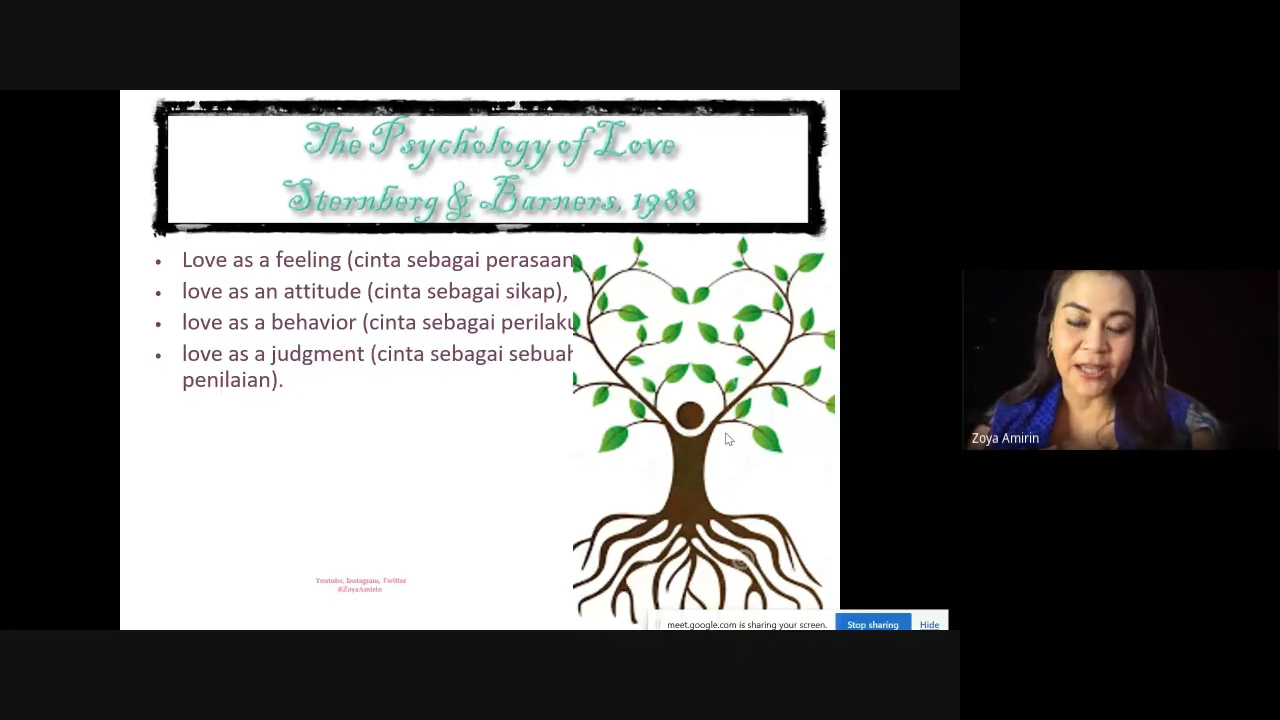 The Psychology of Love
Sternberg & Barners, 1988
• Love as a feeling (cinta sebagai perasaan
• love as an attitude (cinta sebagai sikap),
• love as a behavior (cinta sebagai perilaku
• love as a judgment (cinta sebagai sebuah
penilaian).
Youtube, Instagram, Twitter
@ZoyaAmirin
meet.google.com is sharing your screen. Stop sharing Hide
Zoya Amirin